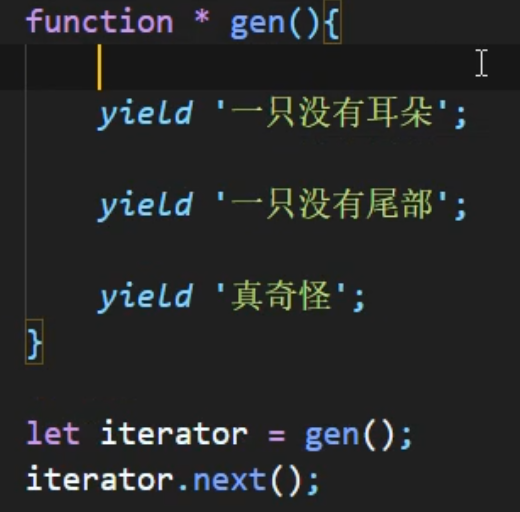 function * gen(){
yield '一只没有耳朵';
yield '一只没有尾部';
yield '真奇怪';
}
let iterator = gen();
iterator.next();